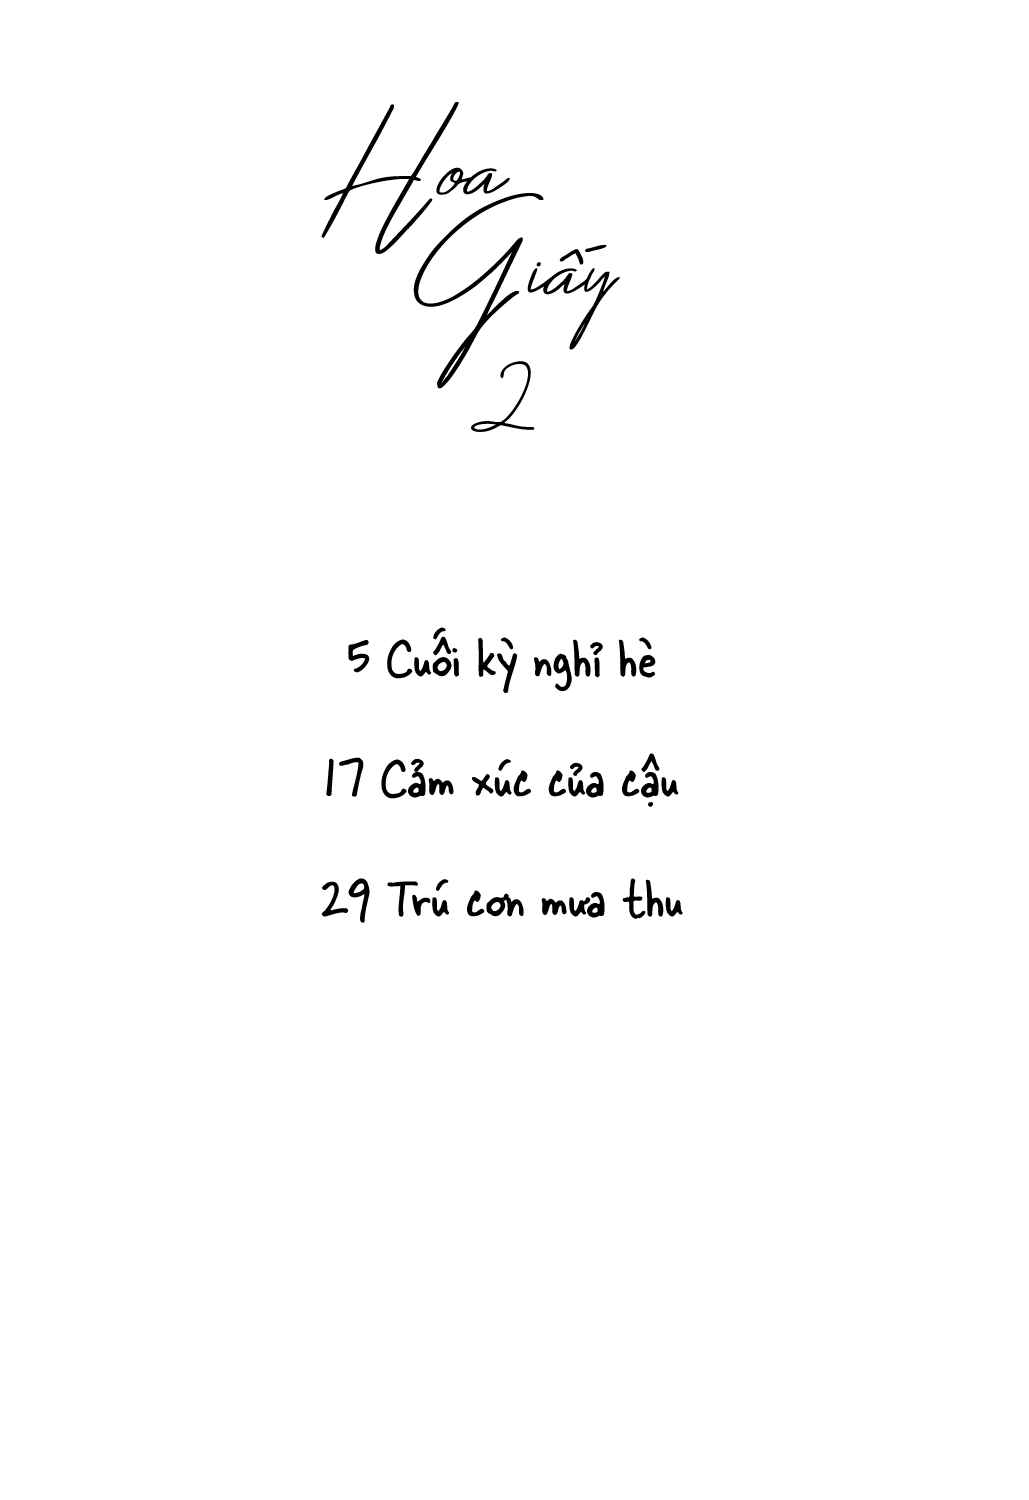 Hoa
Giấy
2
5 Cuối kỳ nghỉ hè
17 Cảm xúc của cậu
29 Trú cơn mưa thu